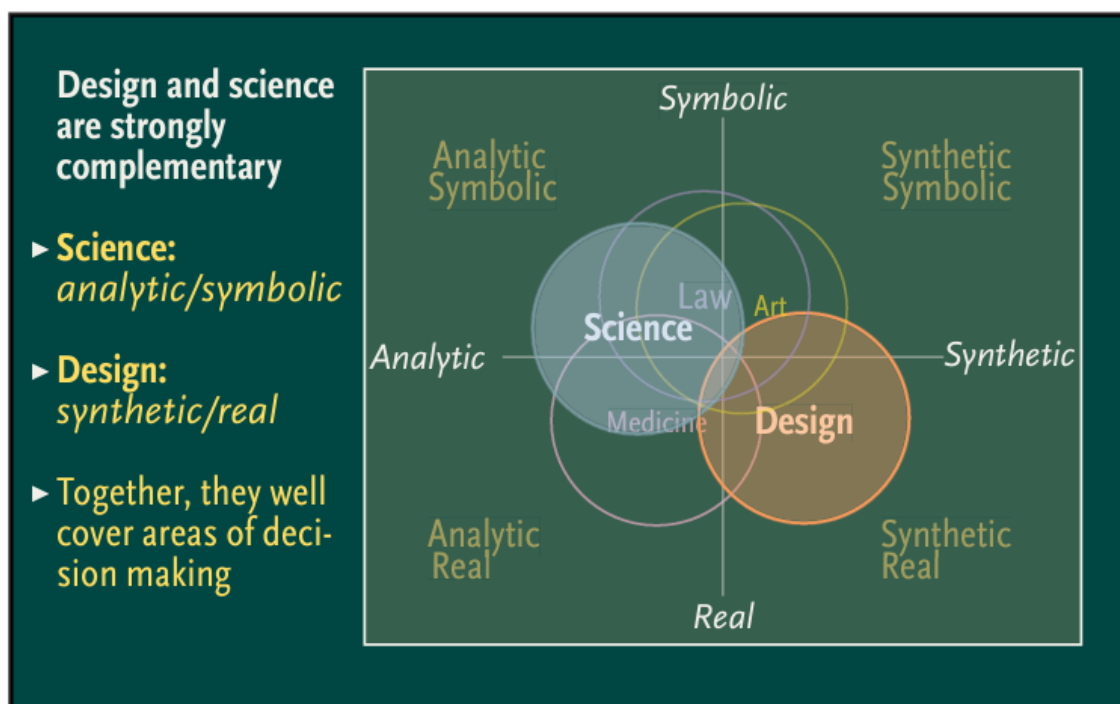 Design and science
are strongly
complementary
► Science:
analytic/symbolic
► Design:
synthetic/real
► Together, they well
cover areas of deci-
sion making
Symbolic
Analytic
Symbolic
Synthetic
Symbolic
Law
Art
Science
Analytic
Synthetic
Medicine
Design
Analytic
Real
Synthetic
Real
Real